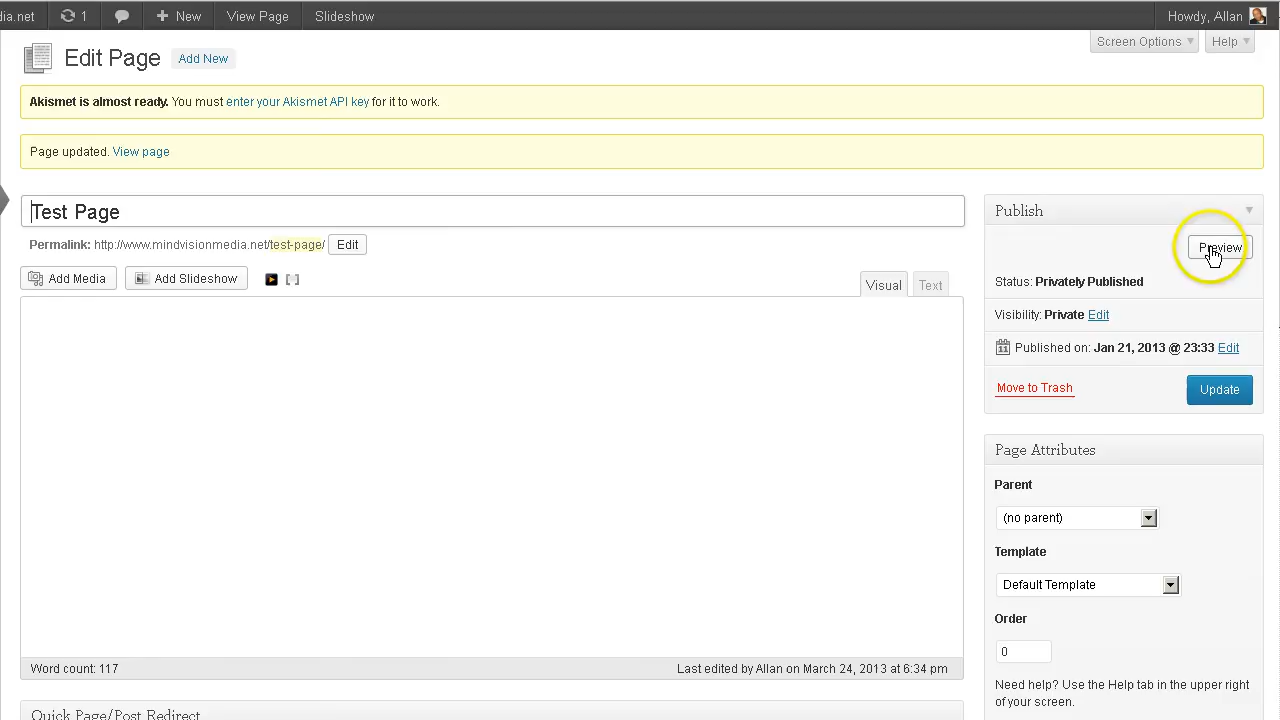 ia.net 1 New View Page Slideshow Howdy, Allan
Screen Options Help
Edit Page Add New
Akismet is almost ready. You must enter your Akismet API key for it to work.
Page updated. View page
Test Page
Permalink: http://www.mindvisionmedia.net/test-page/ Edit
Add Media Add Slideshow
Visual Text
Word count: 117 Last edited by Allan on March 24, 2013 at 6:34 pm
Quick Page/Post Redirect
Publish
Preview
Status: Privately Published
Visibility: Private Edit
11 Published on: Jan 21, 2013 @ 23:33 Edit
Move to Trash Update
Page Attributes
Parent
(no parent)
Template
Default Template
Order
0
Need help? Use the Help tab in the upper right
of your screen.